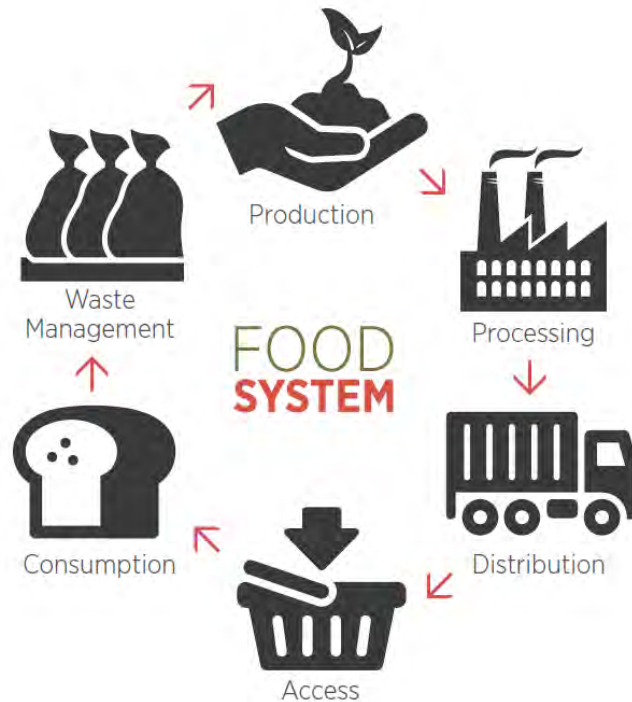 Production
Processing
Distribution
Access
Consumption
Waste
Management
FOOD
SYSTEM